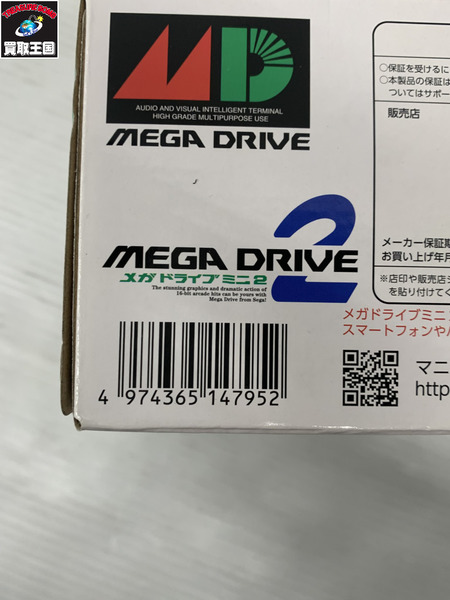 TREASURE KINGDOM
買取王国
MD
AUDIO AND VISUAL INTELLIGENT TERMINAL
HIGH GRADE MULTIPURPOSE USE
MEGA DRIVE
○保証を受けるに
○本製品の保証は
ついてはサポー
販売店
メーカー保証期
お買い上げ年月
※店印や販売店シ
を貼り付けてく
MEGA DRIVE 2
メガドライブミニ2
The stunning graphics and dramatic action of
16-bit arcade hits can be yours with
Mega Drive from Sega!
メガドライブミニ
スマートフォンや
4 974365 147952
マニ
http